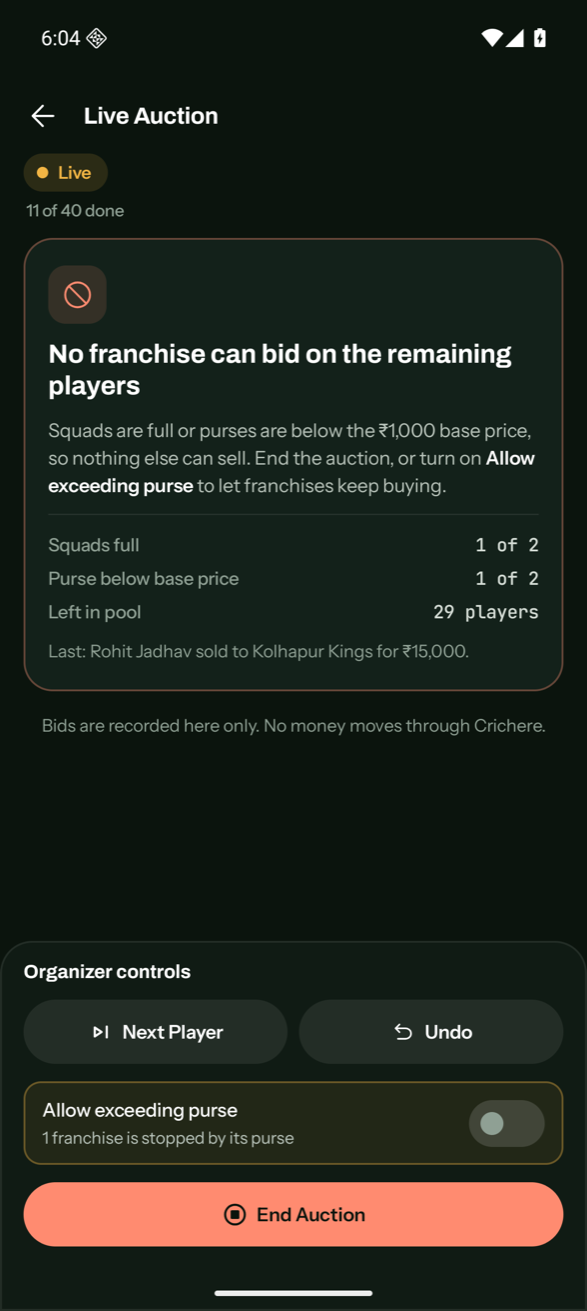 6:04
Live Auction
Live
11 of 40 done
No franchise can bid on the remaining
players
Squads are full or purses are below the ₹1,000 base price,
so nothing else can sell. End the auction, or turn on Allow
exceeding purse to let franchises keep buying.
Squads full 1 of 2
Purse below base price 1 of 2
Left in pool 29 players
Last: Rohit Jadhav sold to Kolhapur Kings for ₹15,000.
Bids are recorded here only. No money moves through Crichere.
Organizer controls
Next Player Undo
Allow exceeding purse
1 franchise is stopped by its purse
End Auction